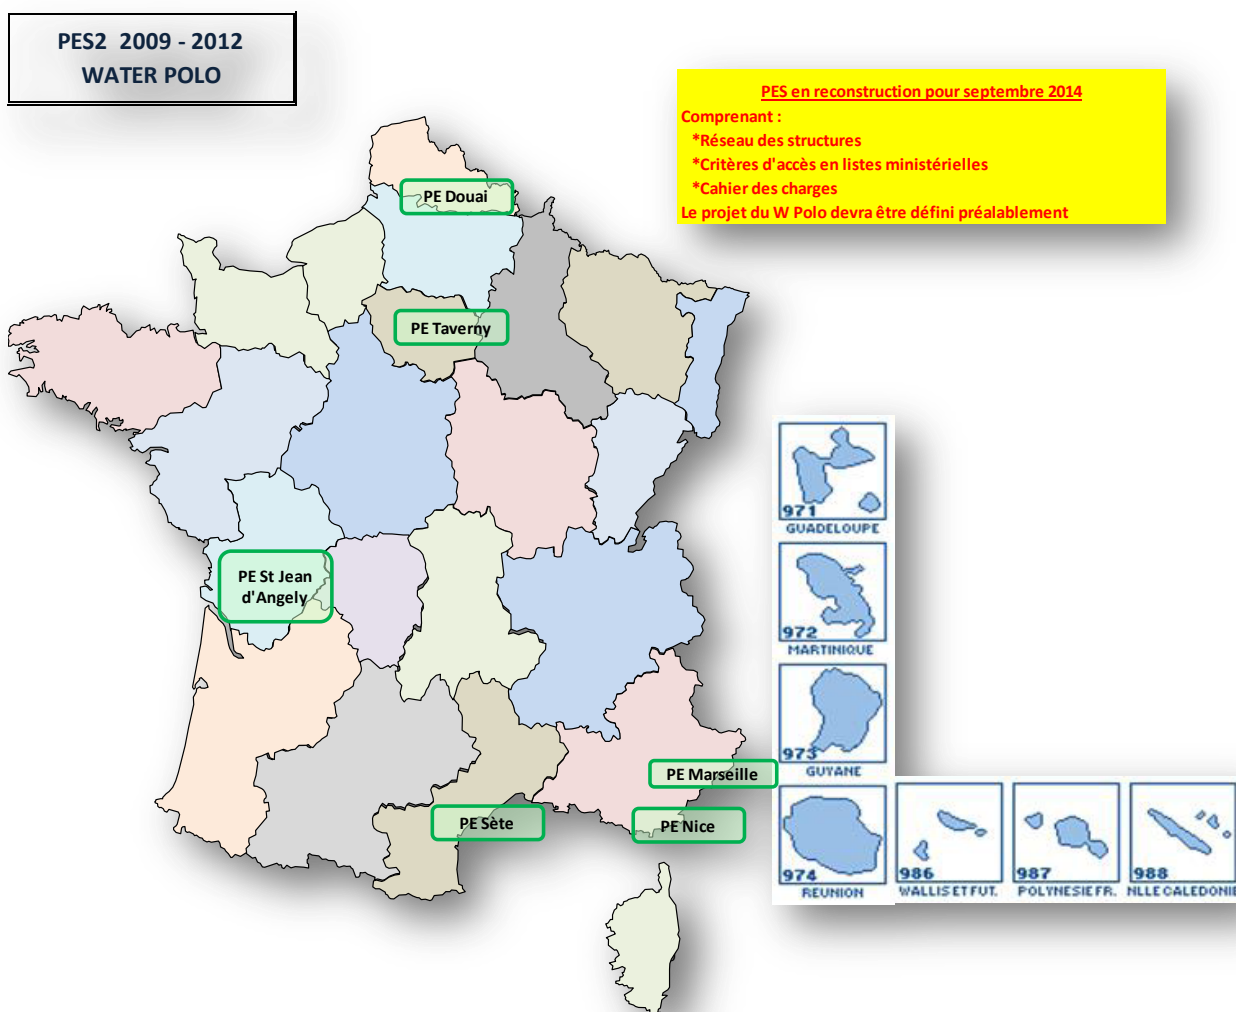 PES2 2009 - 2012
WATER POLO
PES en reconstruction pour septembre 2014
Comprenant :
*Réseau des structures
*Critères d'accès en listes ministérielles
*Cahier des charges
Le projet du W Polo devra être défini préalablement
PE Douai
PE Taverny
PE St Jean
d'Angely
PE Marseille
PE Sète
PE Nice
971
GUADELOUPE
972
MARTINIQUE
973
GUYANE
974
REUNION
986
WALLIS ET FUT.
987
POLYNESIE FR.
988
NLLE CALEDONIE